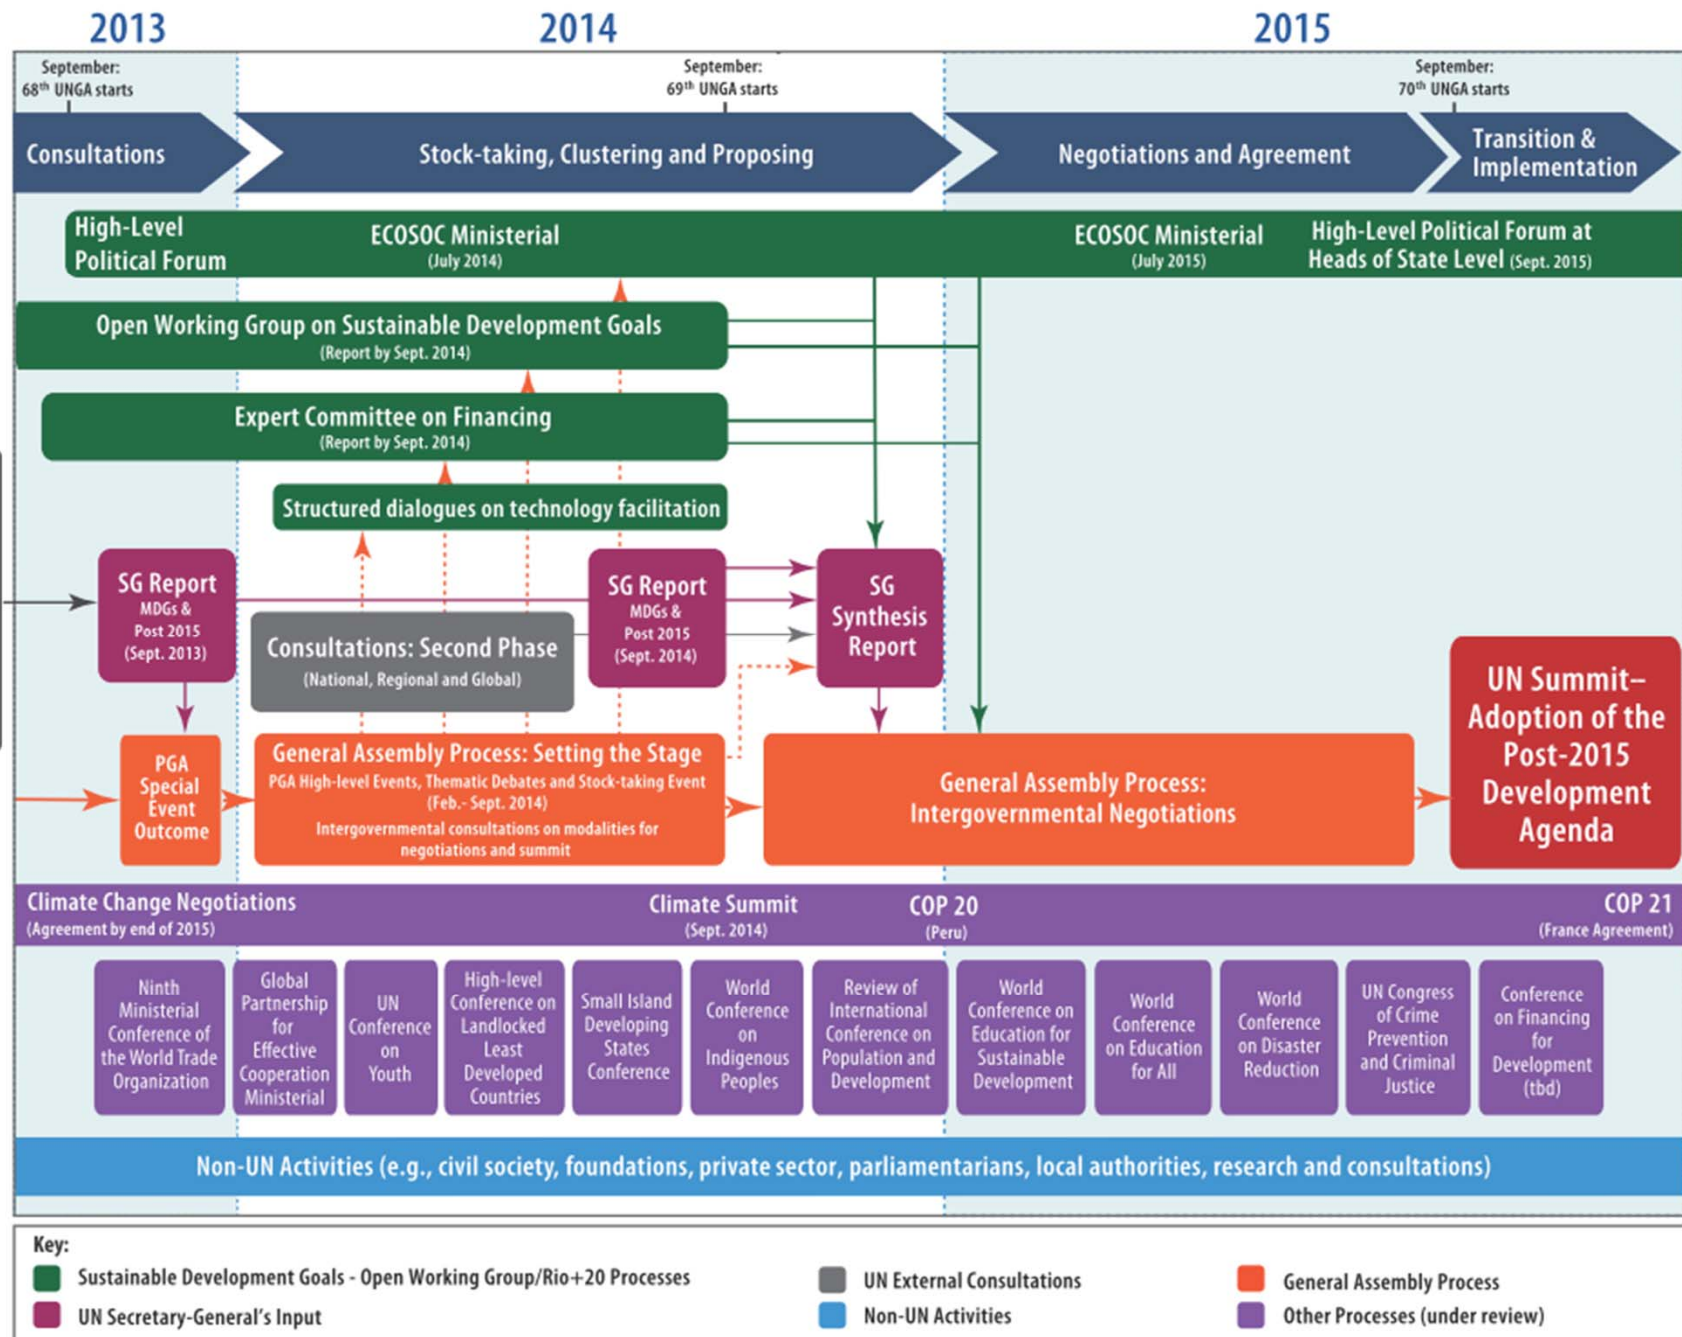 2013
2014
2015
September:
68th UNGA starts
September:
69th UNGA starts
September:
70th UNGA starts
Consultations
Stock-taking, Clustering and Proposing
Negotiations and Agreement
Transition &
Implementation
High-Level
Political Forum
ECOSOC Ministerial
(July 2014)
ECOSOC Ministerial
(July 2015)
High-Level Political Forum at
Heads of State Level (Sept. 2015)
Open Working Group on Sustainable Development Goals
(Report by Sept. 2014)
Expert Committee on Financing
(Report by Sept. 2014)
Structured dialogues on technology facilitation
SG Report
MDGs &
Post 2015
(Sept. 2013)
Consultations: Second Phase
(National, Regional and Global)
SG Report
MDGs &
Post 2015
(Sept. 2014)
SG
Synthesis
Report
PGA
Special
Event
Outcome
General Assembly Process: Setting the Stage
PGA High-level Events, Thematic Debates and Stock-taking Event
(Feb.- Sept. 2014)
Intergovernmental consultations on modalities for
negotiations and summit
General Assembly Process:
Intergovernmental Negotiations
UN Summit–
Adoption of the
Post-2015
Development
Agenda
Climate Change Negotiations
(Agreement by end of 2015)
Climate Summit
(Sept. 2014)
COP 20
(Peru)
COP 21
(France Agreement)
Ninth
Ministerial
Conference of
the World Trade
Organization
Global
Partnership
for
Effective
Cooperation
Ministerial
UN
Conference
on
Youth
High-level
Conference on
Landlocked
Least
Developed
Countries
Small Island
Developing
States
Conference
World
Conference
on
Indigenous
Peoples
Review of
International
Conference on
Population and
Development
World
Conference on
Education for
Sustainable
Development
World
Conference
on Education
for All
World
Conference
on Disaster
Reduction
UN Congress
of Crime
Prevention
and Criminal
Justice
Conference
on Financing
for
Development
(tbd)
Non-UN Activities (e.g., civil society, foundations, private sector, parliamentarians, local authorities, research and consultations)
Key:
Sustainable Development Goals - Open Working Group/Rio+20 Processes
UN Secretary-General's Input
UN External Consultations
Non-UN Activities
General Assembly Process
Other Processes (under review)